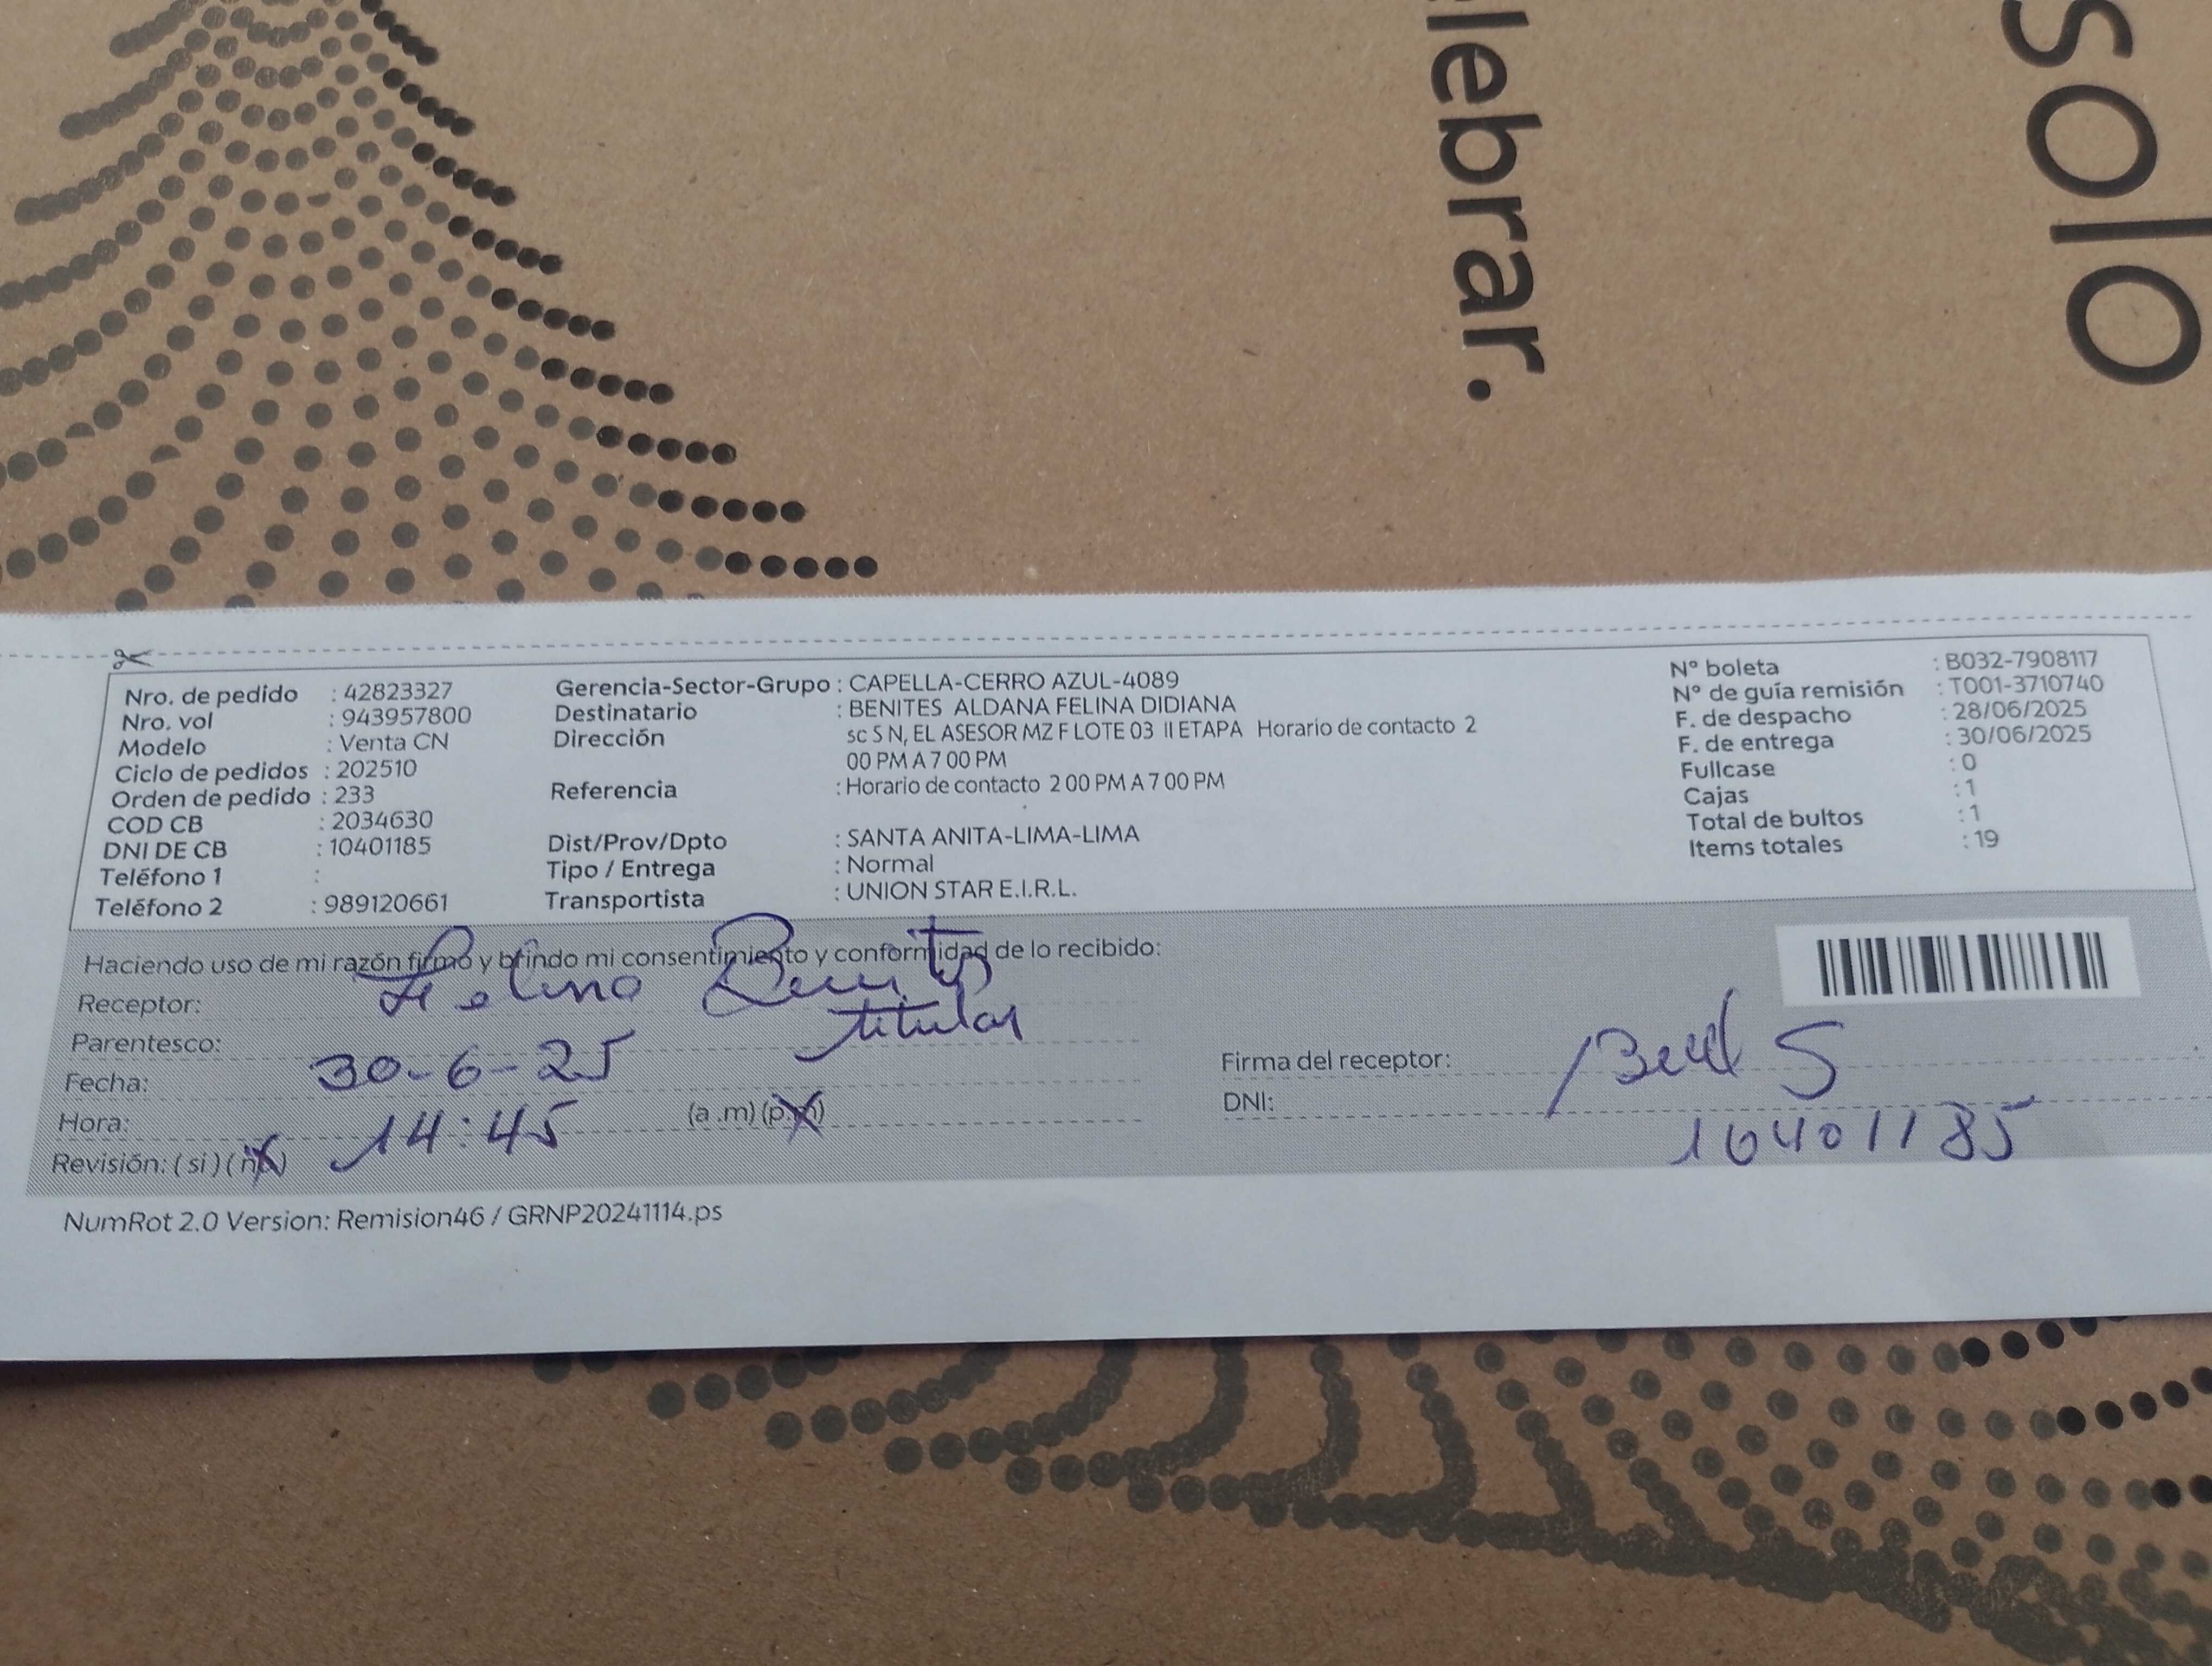 elebrar.
solo
Nro. de pedido : 42823327
Nro. vol : 943957800
Modelo : Venta CN
Ciclo de pedidos : 202510
Orden de pedido : 233
COD CB : 2034630
DNI DE CB : 10401185
Teléfono 1 :
Teléfono 2 : 989120661
Gerencia-Sector-Grupo : CAPELLA-CERRO AZUL-4089
Destinatario : BENITES ALDANA FELINA DIDIANA
Dirección sc S N, EL ASESOR MZ F LOTE 03 II ETAPA Horario de contacto 2
00 PM A 7 00 PM
Referencia : Horario de contacto 2 00 PM A 7 00 PM
Dist/Prov/Dpto : SANTA ANITA-LIMA-LIMA
Tipo / Entrega : Normal
Transportista : UNION STAR E.I.R.L.
N° boleta : B032-7908117
N° de guía remisión : T001-3710740
F. de despacho : 28/06/2025
F. de entrega : 30/06/2025
Fullcase : 0
Cajas : 1
Total de bultos : 1
Items totales : 19
Haciendo uso de mi razón firmo y brindo mi consentimiento y conformidad de lo recibido:
Receptor: Felina Benites
Parentesco: titular
Fecha: 30-6-25
Hora: 14:45 (a.m) (p.m)
Revisión: ( si ) ( no )
Firma del receptor:
DNI: 10401185
NumRot 2.0 Version: Remision46 / GRNP20241114.ps